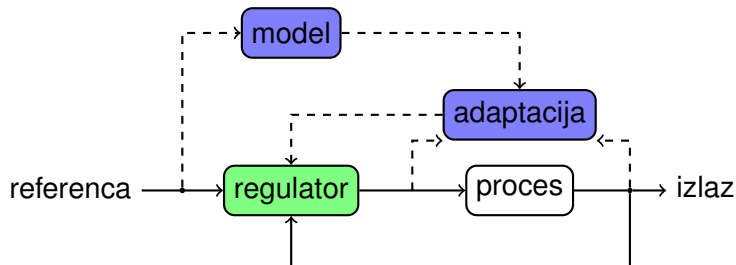 model
adaptacija
referenca
regulator
proces
izlaz